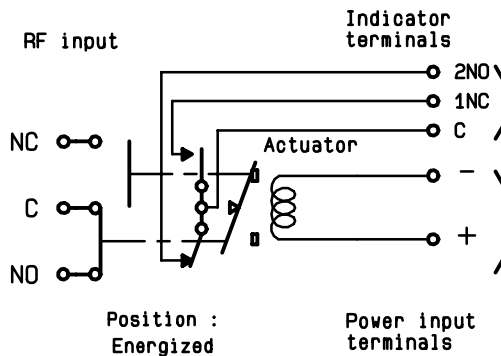 RF input
Indicator
terminals
2NO
1NC
C
Actuator
NC
C
NO
-
+
Position :
Energized
Power input
terminals